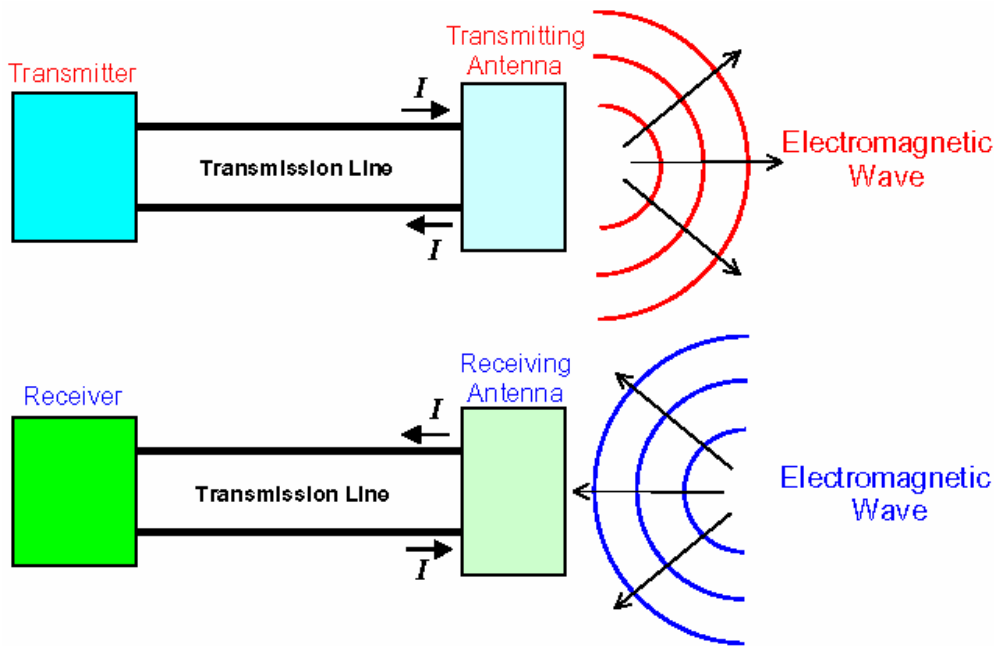 Transmitter
I
Transmitting
Antenna
Transmission Line
I
Electromagnetic
Wave
Receiver
I
Receiving
Antenna
Transmission Line
I
Electromagnetic
Wave